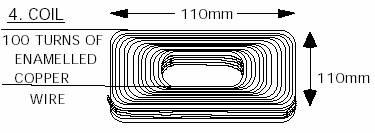 4. COIL
110mm
100 TURNS OF
ENAMELLED
COPPER
WIRE
110mm